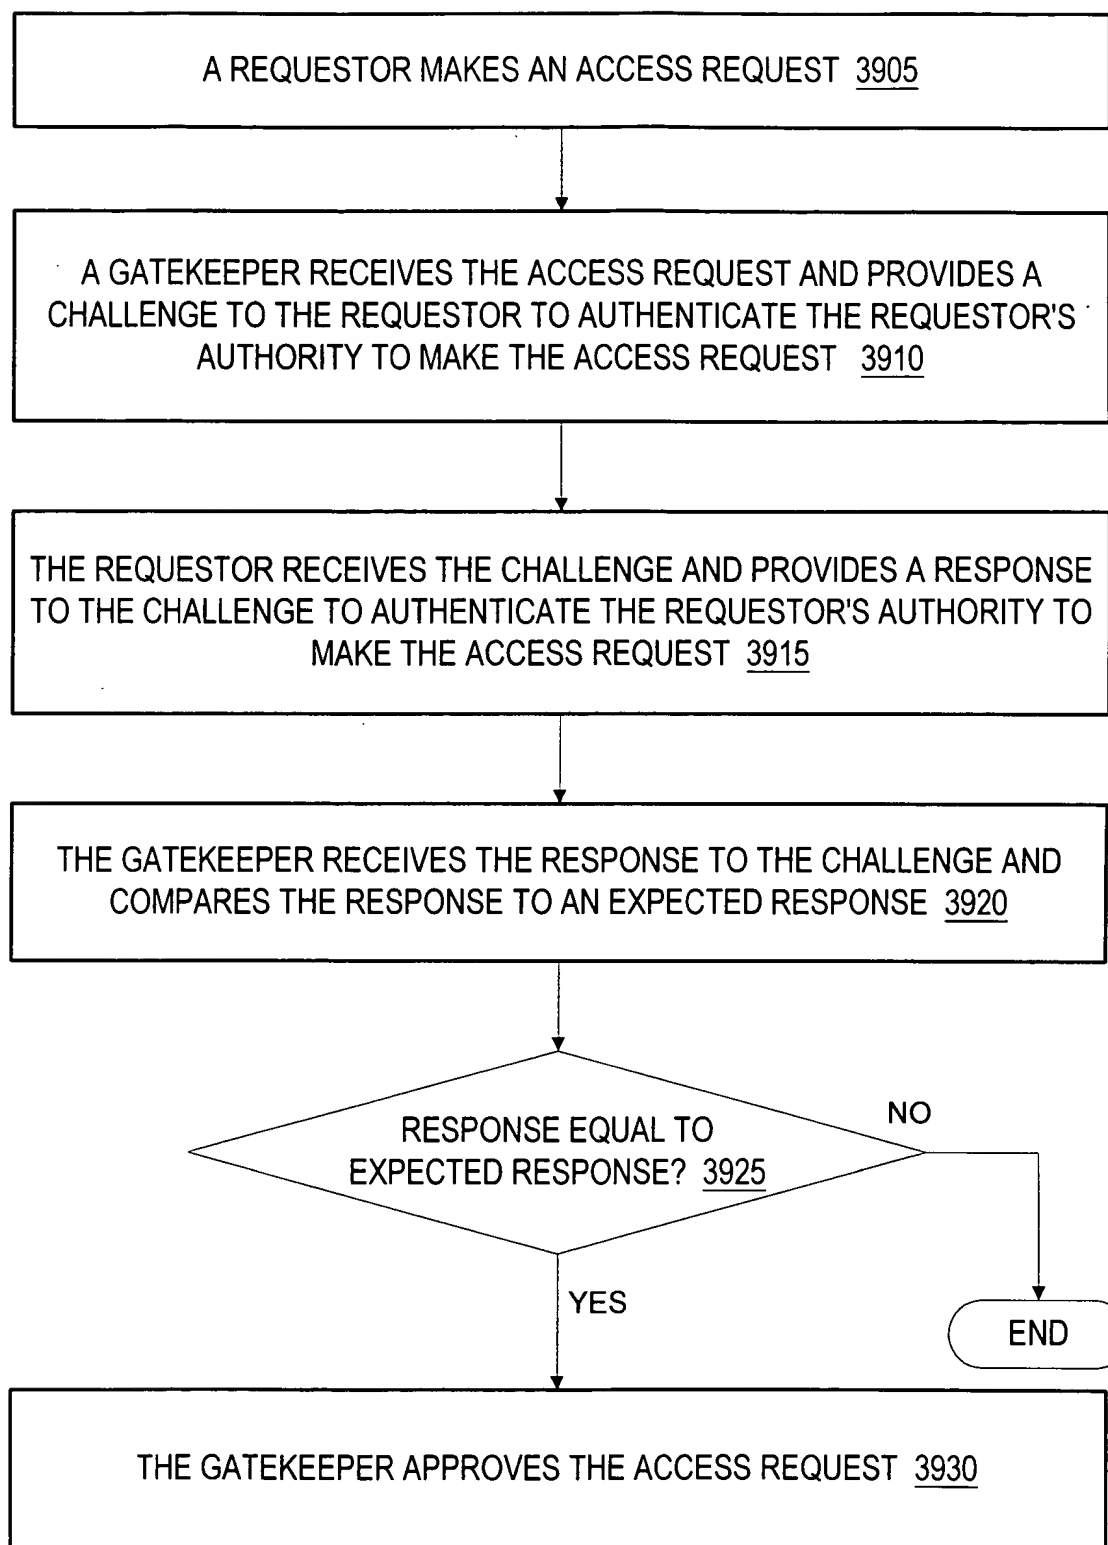 A REQUESTOR MAKES AN ACCESS REQUEST 3905
A GATEKEEPER RECEIVES THE ACCESS REQUEST AND PROVIDES A
CHALLENGE TO THE REQUESTOR TO AUTHENTICATE THE REQUESTOR'S
AUTHORITY TO MAKE THE ACCESS REQUEST 3910
THE REQUESTOR RECEIVES THE CHALLENGE AND PROVIDES A RESPONSE
TO THE CHALLENGE TO AUTHENTICATE THE REQUESTOR'S AUTHORITY TO
MAKE THE ACCESS REQUEST 3915
THE GATEKEEPER RECEIVES THE RESPONSE TO THE CHALLENGE AND
COMPARES THE RESPONSE TO AN EXPECTED RESPONSE 3920
RESPONSE EQUAL TO
EXPECTED RESPONSE? 3925
NO
YES
END
THE GATEKEEPER APPROVES THE ACCESS REQUEST 3930